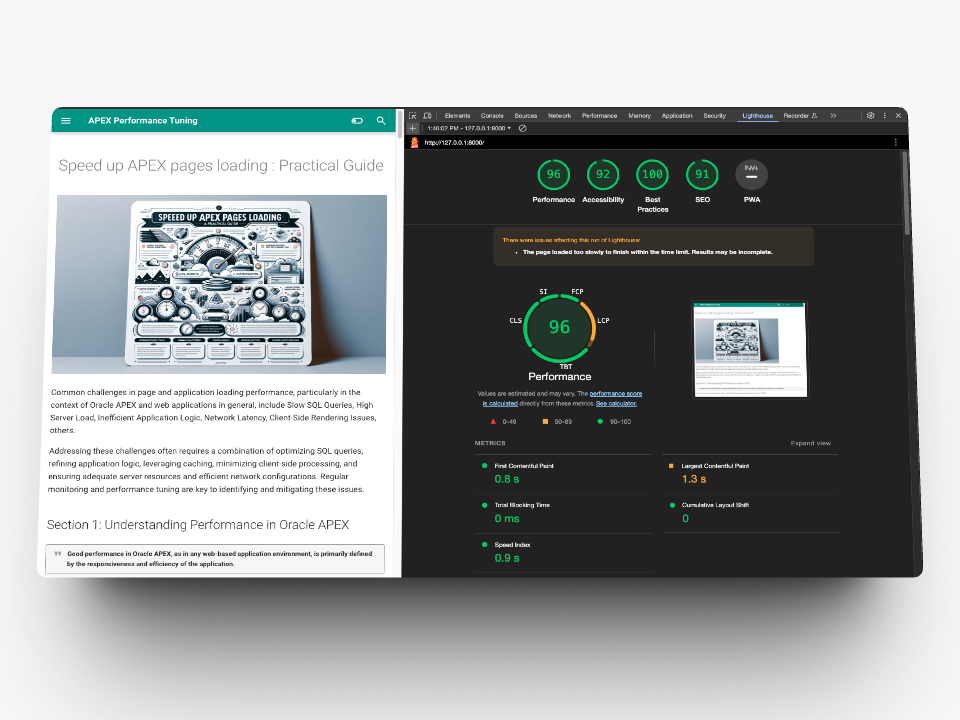 APEX Performance Tuning
Speed up APEX pages loading : Practical Guide
SPEED UP APEX PAGES LOADING
A PRACTICAL GUIDE
Common challenges in page and application loading performance, particularly in the
context of Oracle APEX and web applications in general, include Slow SQL Queries, High
Server Load, Inefficient Application Logic, Network Latency, Client-Side Rendering Issues,
others.
Addressing these challenges often requires a combination of optimizing SQL queries,
refining application logic, leveraging caching, minimizing client-side processing, and
ensuring adequate server resources and efficient network configurations. Regular
monitoring and performance tuning are key to identifying and mitigating these issues.
Section 1: Understanding Performance in Oracle APEX
Good performance in Oracle APEX, as in any web-based application environment, is primarily defined
by the responsiveness and efficiency of the application.
Elements Console Sources Network Performance Memory Application Security Lighthouse Recorder
1:46:02 PM - 127.0.0.1:8000
http://127.0.0.1:8000/
96 92 100 91 PWA
Performance Accessibility Best Practices SEO PWA
There were issues affecting this run of Lighthouse:
• The page loaded too slowly to finish within the time limit. Results may be incomplete.
SI FCP
CLS 96 LCP
TBT
Performance
Values are estimated and may vary. The performance score
is calculated directly from these metrics. See calculator.
0–49 50–89 90–100
METRICS Expand view
First Contentful Paint
0.8 s
Largest Contentful Paint
1.3 s
Total Blocking Time
0 ms
Cumulative Layout Shift
0
Speed Index
0.9 s